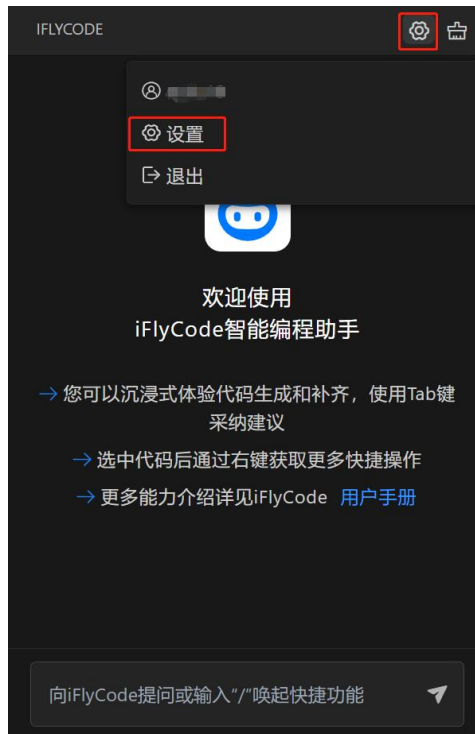 IFLYCODE
设置
退出
欢迎使用
iFlyCode智能编程助手
→ 您可以沉浸式体验代码生成和补齐，使用Tab键
采纳建议
→ 选中代码后通过右键获取更多快捷操作
→ 更多能力介绍详见iFlyCode 用户手册
向iFlyCode提问或输入“/”唤起快捷功能